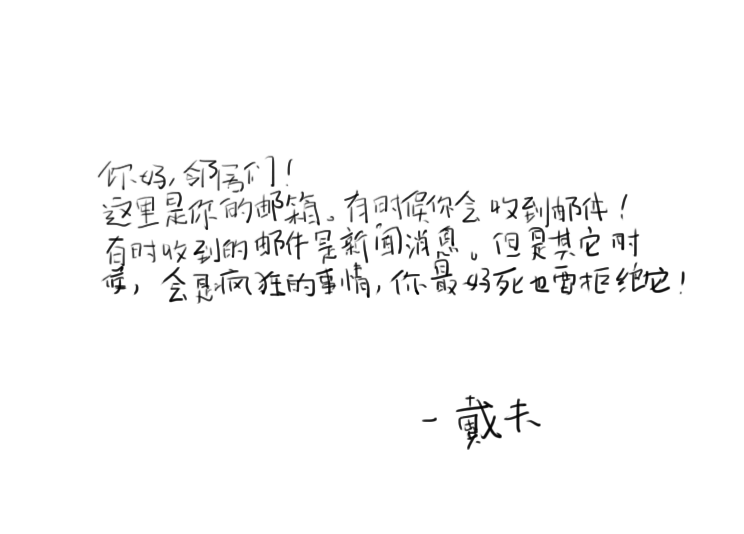 你好，邻居们！
这里是你的邮箱。有时候你会收到邮件！
有时收到的邮件是新闻消息。但是其它时
候，会是疯狂的事情，你最好死也要拒绝它！
- 戴夫